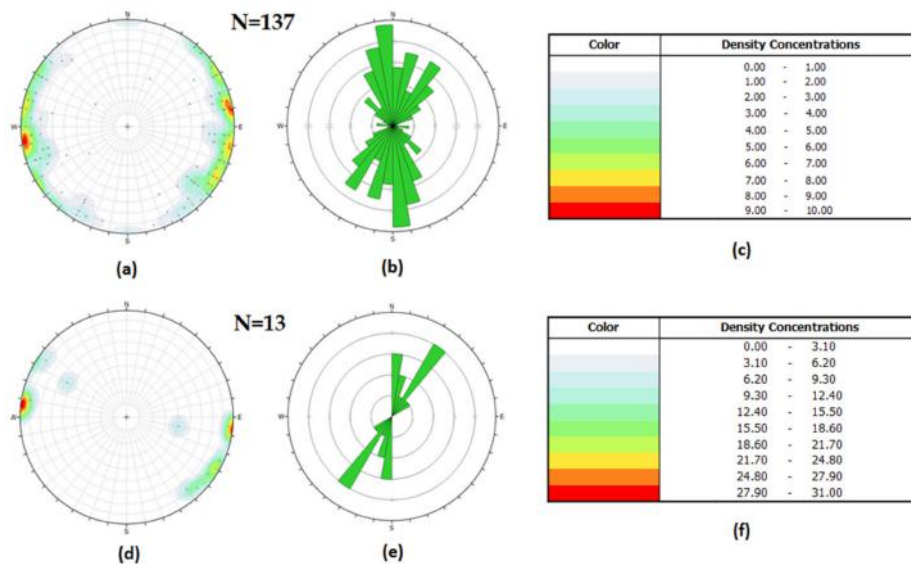 N=137
N
W
E
S
N
W
E
S
(a)
(b)
Color Density Concentrations
0.00 - 1.00
1.00 - 2.00
2.00 - 3.00
3.00 - 4.00
4.00 - 5.00
5.00 - 6.00
6.00 - 7.00
7.00 - 8.00
8.00 - 9.00
9.00 - 10.00
(c)
N=13
N
W
E
S
N
W
E
S
(d)
(e)
Color Density Concentrations
0.00 - 3.10
3.10 - 6.20
6.20 - 9.30
9.30 - 12.40
12.40 - 15.50
15.50 - 18.60
18.60 - 21.70
21.70 - 24.80
24.80 - 27.90
27.90 - 31.00
(f)